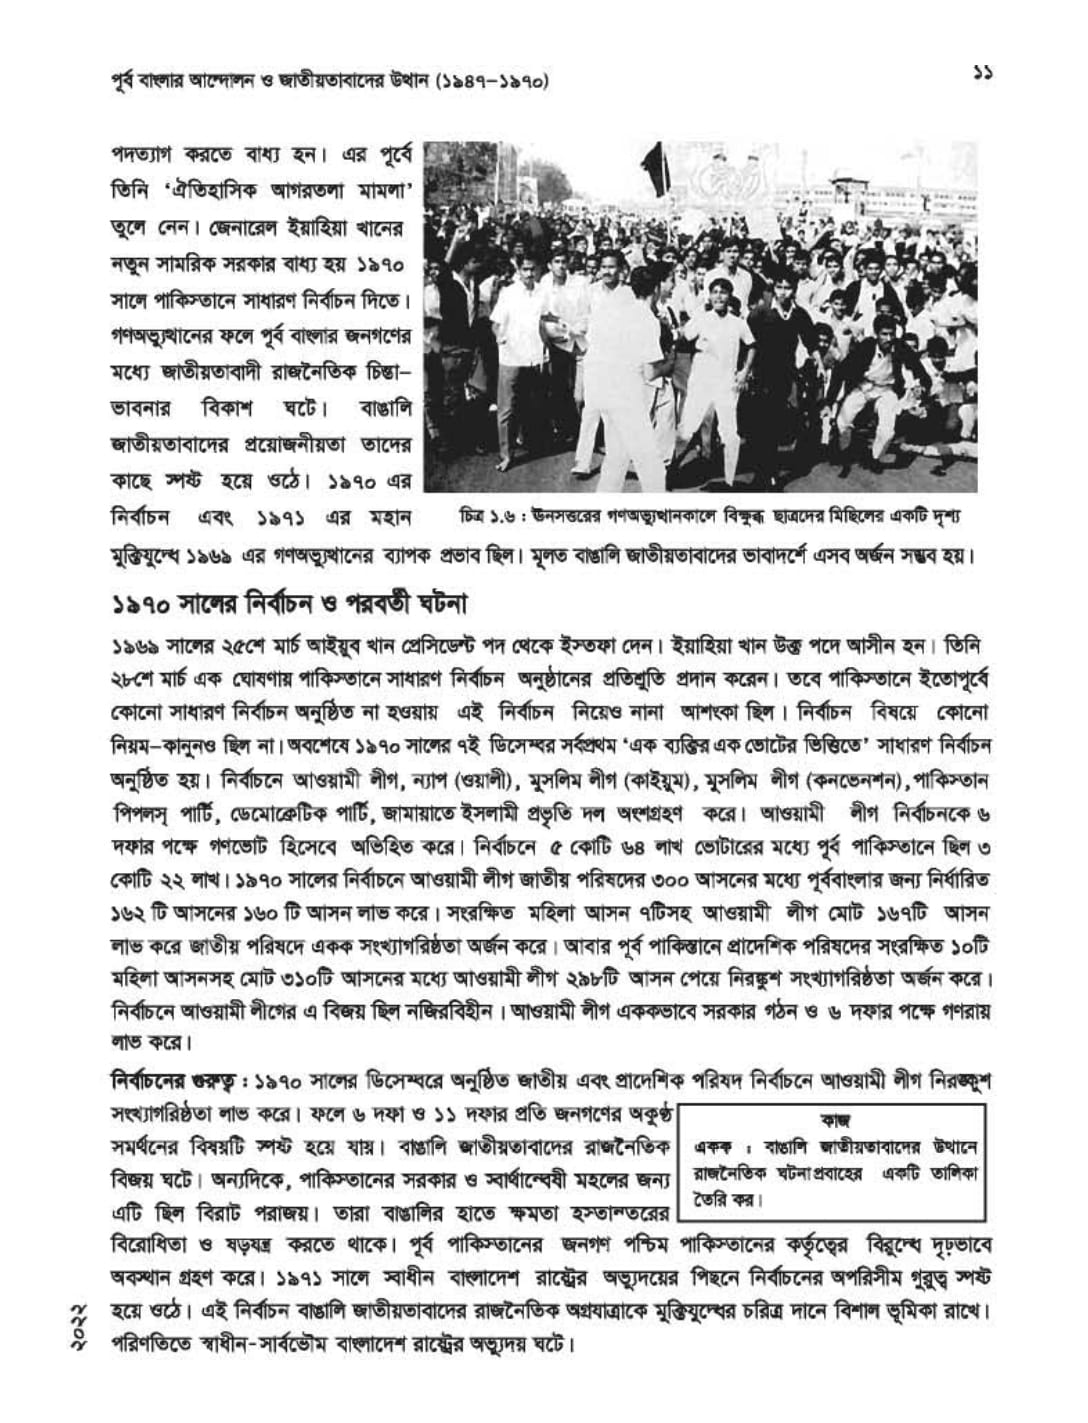 পূর্ব বাংলার আন্দোলন ও জাতীয়তাবাদের উত্থান (১৯৪৭–১৯৭০)
১১
পদত্যাগ করতে বাধ্য হন। এর পূর্বে
তিনি ‘ঐতিহাসিক আগরতলা মামলা’
তুলে নেন। জেনারেল ইয়াহিয়া খানের
নতুন সামরিক সরকার বাধ্য হয় ১৯৭০
সালে পাকিস্তানে সাধারণ নির্বাচন দিতে।
গণঅভ্যুত্থানের ফলে পূর্ব বাংলার জনগণের
মধ্যে জাতীয়তাবাদী রাজনৈতিক চিন্তা–
ভাবনার বিকাশ ঘটে। বাঙালি
জাতীয়তাবাদের প্রয়োজনীয়তা তাদের
কাছে স্পষ্ট হয়ে ওঠে। ১৯৭০ এর
নির্বাচন এবং ১৯৭১ এর মহান
চিত্র ১.৬ : ঊনসত্তরের গণঅভ্যুত্থানকালে বিক্ষুব্ধ ছাত্রদের মিছিলের একটি দৃশ্য
মুক্তিযুদ্ধে ১৯৬৯ এর গণঅভ্যুত্থানের ব্যাপক প্রভাব ছিল। মূলত বাঙালি জাতীয়তাবাদের ভাবাদর্শে এসব অর্জন সম্ভব হয়।
১৯৭০ সালের নির্বাচন ও পরবর্তী ঘটনা
১৯৬৯ সালের ২৫শে মার্চ আইয়ুব খান প্রেসিডেন্ট পদ থেকে ইস্তফা দেন। ইয়াহিয়া খান উক্ত পদে আসীন হন। তিনি
২৮শে মার্চ এক ঘোষণায় পাকিস্তানে সাধারণ নির্বাচন অনুষ্ঠানের প্রতিশ্রুতি প্রদান করেন। তবে পাকিস্তানে ইতোপূর্বে
কোনো সাধারণ নির্বাচন অনুষ্ঠিত না হওয়ায় এই নির্বাচন নিয়েও নানা আশংকা ছিল। নির্বাচন বিষয়ে কোনো
নিয়ম–কানুনও ছিল না। অবশেষে ১৯৭০ সালের ৭ই ডিসেম্বর সর্বপ্রথম ‘এক ব্যক্তির এক ভোটের ভিত্তিতে’ সাধারণ নির্বাচন
অনুষ্ঠিত হয়। নির্বাচনে আওয়ামী লীগ, ন্যাপ (ওয়ালী), মুসলিম লীগ (কাইয়ুম), মুসলিম লীগ (কনভেনশন), পাকিস্তান
পিপলস্ পার্টি, ডেমোক্রেটিক পার্টি, জামায়াতে ইসলামী প্রভৃতি দল অংশগ্রহণ করে। আওয়ামী লীগ নির্বাচনকে ৬
দফার পক্ষে গণভোট হিসেবে অভিহিত করে। নির্বাচনে ৫ কোটি ৬৪ লাখ ভোটারের মধ্যে পূর্ব পাকিস্তানে ছিল ৩
কোটি ২২ লাখ। ১৯৭০ সালের নির্বাচনে আওয়ামী লীগ জাতীয় পরিষদের ৩০০ আসনের মধ্যে পূর্ববাংলার জন্য নির্ধারিত
১৬২ টি আসনের ১৬০ টি আসন লাভ করে। সংরক্ষিত মহিলা আসন ৭টিসহ আওয়ামী লীগ মোট ১৬৭টি আসন
লাভ করে জাতীয় পরিষদে একক সংখ্যাগরিষ্ঠতা অর্জন করে। আবার পূর্ব পাকিস্তানে প্রাদেশিক পরিষদের সংরক্ষিত ১০টি
মহিলা আসনসহ মোট ৩১০টি আসনের মধ্যে আওয়ামী লীগ ২৯৮টি আসন পেয়ে নিরঙ্কুশ সংখ্যাগরিষ্ঠতা অর্জন করে।
নির্বাচনে আওয়ামী লীগের এ বিজয় ছিল নজিরবিহীন। আওয়ামী লীগ এককভাবে সরকার গঠন ও ৬ দফার পক্ষে গণরায়
লাভ করে।
নির্বাচনের গুরুত্ব : ১৯৭০ সালের ডিসেম্বরে অনুষ্ঠিত জাতীয় এবং প্রাদেশিক পরিষদ নির্বাচনে আওয়ামী লীগ নিরঙ্কুশ
সংখ্যাগরিষ্ঠতা লাভ করে। ফলে ৬ দফা ও ১১ দফার প্রতি জনগণের অকুণ্ঠ
সমর্থনের বিষয়টি স্পষ্ট হয়ে যায়। বাঙালি জাতীয়তাবাদের রাজনৈতিক
বিজয় ঘটে। অন্যদিকে, পাকিস্তানের সরকার ও স্বার্থান্বেষী মহলের জন্য
এটি ছিল বিরাট পরাজয়। তারা বাঙালির হাতে ক্ষমতা হস্তান্তরের
কাজ
একক : বাঙালি জাতীয়তাবাদের উত্থানে
রাজনৈতিক ঘটনাপ্রবাহের একটি তালিকা
তৈরি কর।
বিরোধিতা ও ষড়যন্ত্র করতে থাকে। পূর্ব পাকিস্তানের জনগণ পশ্চিম পাকিস্তানের কর্তৃত্বের বিরুদ্ধে দৃঢ়ভাবে
অবস্থান গ্রহণ করে। ১৯৭১ সালে স্বাধীন বাংলাদেশ রাষ্ট্রের অভ্যুদয়ের পিছনে নির্বাচনের অপরিসীম গুরুত্ব স্পষ্ট
হয়ে ওঠে। এই নির্বাচন বাঙালি জাতীয়তাবাদের রাজনৈতিক অগ্রযাত্রাকে মুক্তিযুদ্ধের চরিত্র দানে বিশাল ভূমিকা রাখে।
পরিণতিতে স্বাধীন-সার্বভৌম বাংলাদেশ রাষ্ট্রের অভ্যুদয় ঘটে।
২০২২